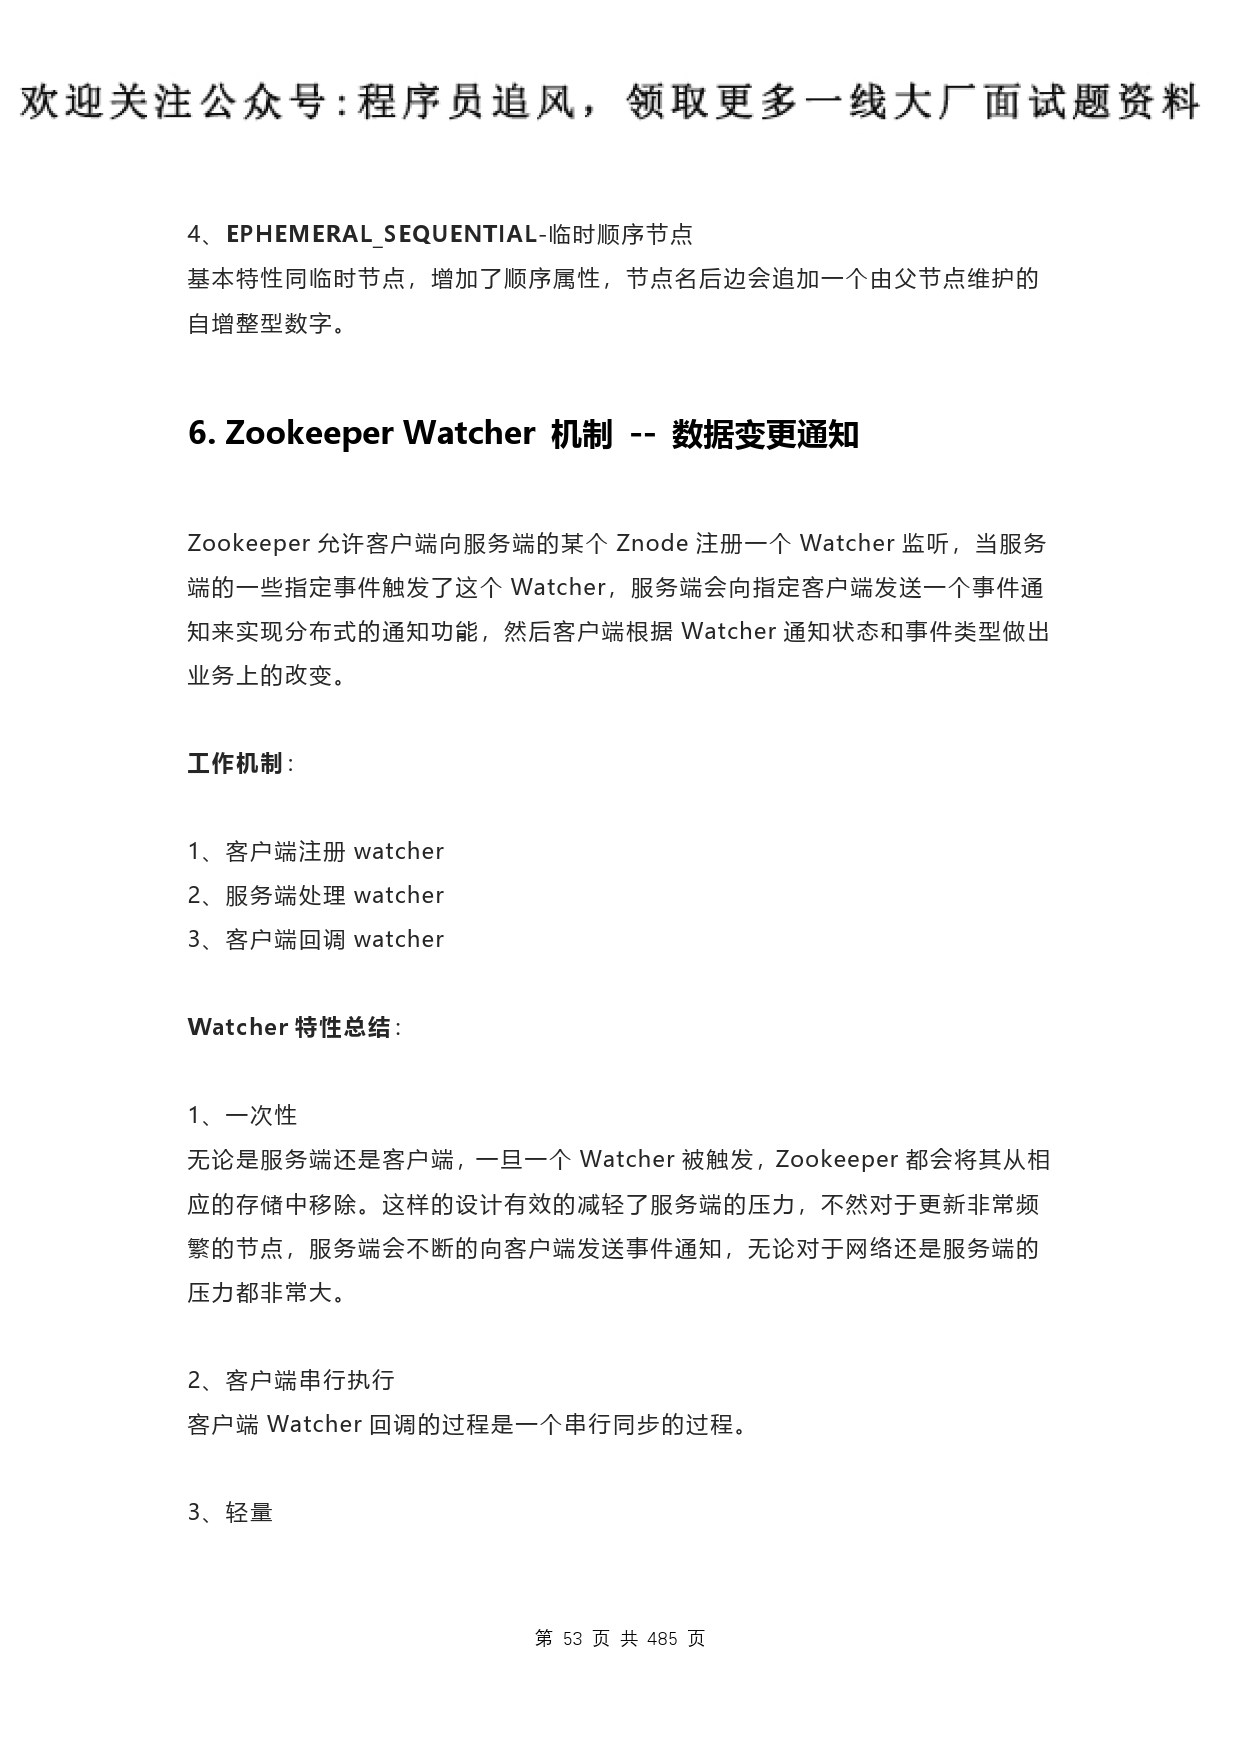 欢迎关注公众号:程序员追风，领取更多一线大厂面试题资料
4、EPHEMERAL_SEQUENTIAL-临时顺序节点
基本特性同临时节点，增加了顺序属性，节点名后边会追加一个由父节点维护的
自增整型数字。
6. Zookeeper Watcher 机制 -- 数据变更通知
Zookeeper 允许客户端向服务端的某个 Znode 注册一个 Watcher 监听，当服务
端的一些指定事件触发了这个 Watcher，服务端会向指定客户端发送一个事件通
知来实现分布式的通知功能，然后客户端根据 Watcher 通知状态和事件类型做出
业务上的改变。
工作机制：
1、客户端注册 watcher
2、服务端处理 watcher
3、客户端回调 watcher
Watcher 特性总结：
1、一次性
无论是服务端还是客户端，一旦一个 Watcher 被触发，Zookeeper 都会将其从相
应的存储中移除。这样的设计有效的减轻了服务端的压力，不然对于更新非常频
繁的节点，服务端会不断的向客户端发送事件通知，无论对于网络还是服务端的
压力都非常大。
2、客户端串行执行
客户端 Watcher 回调的过程是一个串行同步的过程。
3、轻量
第 53 页 共 485 页